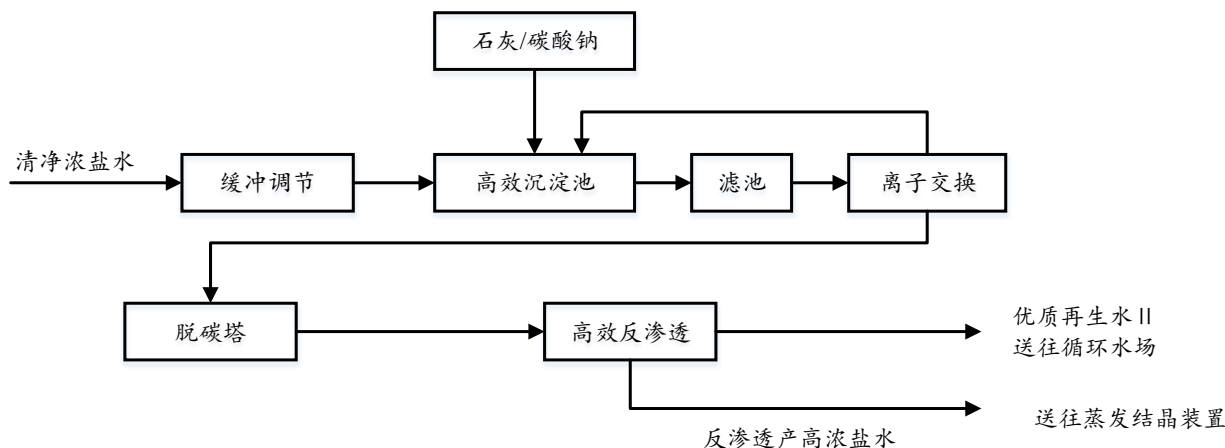 石灰/碳酸钠
清净浓盐水
缓冲调节
高效沉淀池
滤池
离子交换
脱碳塔
高效反渗透
优质再生水II
送往循环水场
送往蒸发结晶装置
反渗透产高浓盐水